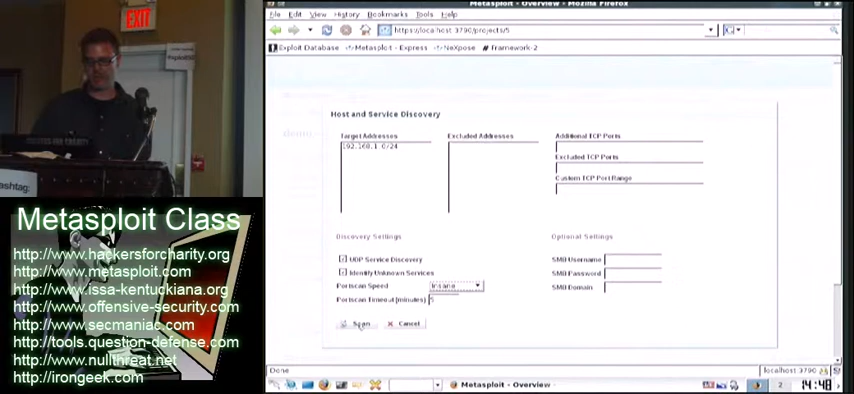 EXIT
ashtag:
Metasploit Class
http://www.hackersforcharity.org
http://www.metasploit.com
http://www.issa-kentuckiana.org
http://www.offensive-security.com
http://www.secmaniac.com
http://tools.question-defense.com
http://www.nullthreat.net
http://irongeek.com
Metasploit - Overview - Mozilla Firefox
File Edit View History Bookmarks Tools Help
https://localhost:3790/projects/5
Exploit Database Metasploit - Express NeXpose Framework-2
Host and Service Discovery
Target Addresses
192.168.1.0/24
Excluded Addresses
Additional TCP Ports
Excluded TCP Ports
Custom TCP Port Range
Discovery Settings
UDP Service Discovery
Identify Unknown Services
Portscan Speed Insane
Portscan Timeout (minutes) 5
Optional Settings
SMB Username
SMB Password
SMB Domain
Scan Cancel
Done
localhost:3790
Metasploit - Overview -
2
14:48